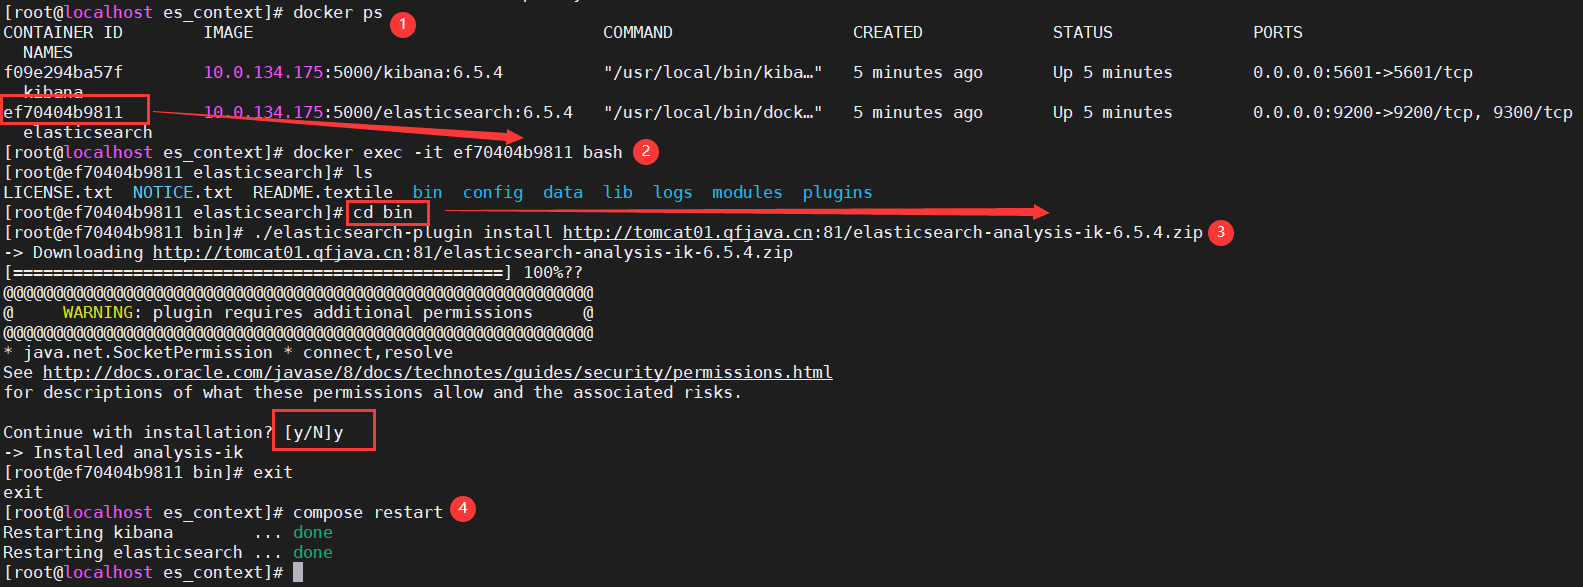 [root@localhost es_context]# docker ps
1
CONTAINER ID        IMAGE                                   COMMAND                  CREATED             STATUS              PORTS
  NAMES
f09e294ba57f        10.0.134.175:5000/kibana:6.5.4          "/usr/local/bin/kiba…"   5 minutes ago       Up 5 minutes        0.0.0.0:5601->5601/tcp
  kibana
ef70404b9811        10.0.134.175:5000/elasticsearch:6.5.4   "/usr/local/bin/dock…"   5 minutes ago       Up 5 minutes        0.0.0.0:9200->9200/tcp, 9300/tcp
  elasticsearch
[root@localhost es_context]# docker exec -it ef70404b9811 bash 2
[root@ef70404b9811 elasticsearch]# ls
LICENSE.txt  NOTICE.txt  README.textile  bin  config  data  lib  logs  modules  plugins
[root@ef70404b9811 elasticsearch]# cd bin
[root@ef70404b9811 bin]# ./elasticsearch-plugin install http://tomcat01.qfjava.cn:81/elasticsearch-analysis-ik-6.5.4.zip 3
-> Downloading http://tomcat01.qfjava.cn:81/elasticsearch-analysis-ik-6.5.4.zip
[=================================================] 100%??
@@@@@@@@@@@@@@@@@@@@@@@@@@@@@@@@@@@@@@@@@@@@@@@@@@@@@@@@@@@
@     WARNING: plugin requires additional permissions     @
@@@@@@@@@@@@@@@@@@@@@@@@@@@@@@@@@@@@@@@@@@@@@@@@@@@@@@@@@@@
* java.net.SocketPermission * connect,resolve
See http://docs.oracle.com/javase/8/docs/technotes/guides/security/permissions.html
for descriptions of what these permissions allow and the associated risks.
Continue with installation? [y/N]y
-> Installed analysis-ik
[root@ef70404b9811 bin]# exit
exit
[root@localhost es_context]# compose restart 4
Restarting kibana        ... done
Restarting elasticsearch ... done
[root@localhost es_context]#